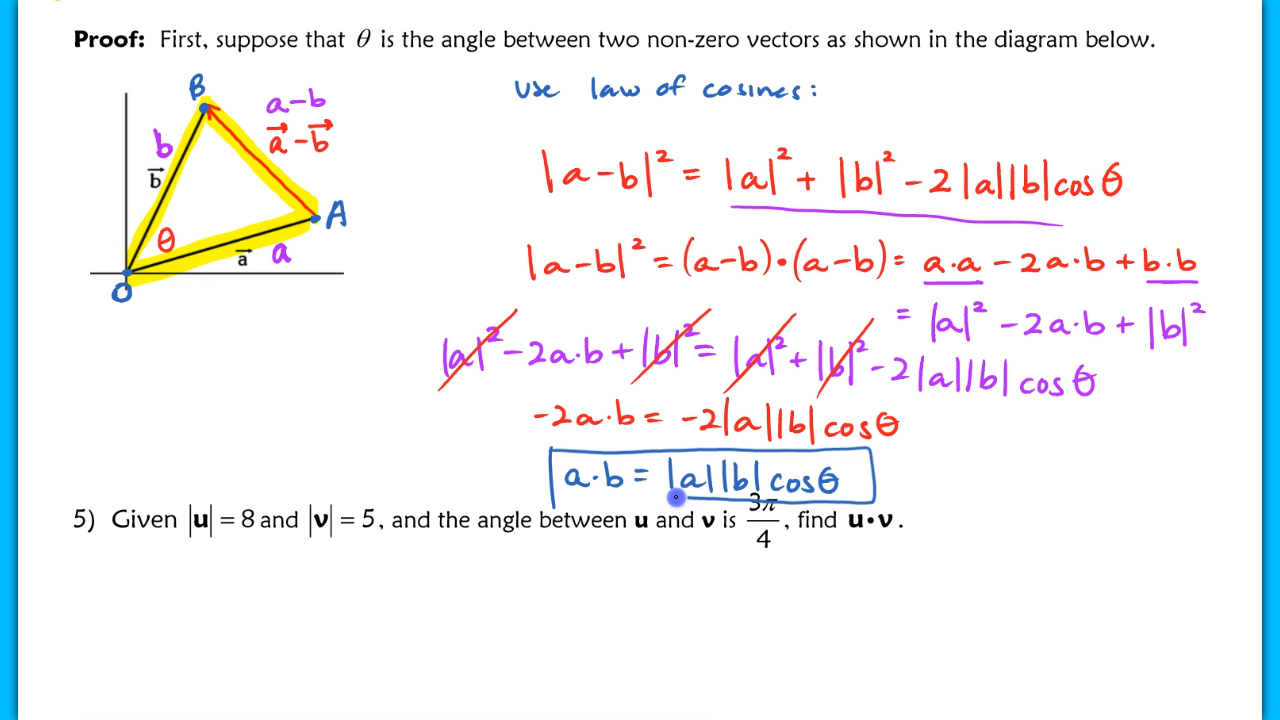 Proof: First, suppose that θ is the angle between two non-zero vectors as shown in the diagram below.
B
a-b
a⃗ - b⃗
b
b⃗
θ
a⃗
a
A
O
Use law of cosines:
|a-b|² = |a|² + |b|² - 2|a||b|cos θ
|a-b|² = (a-b)•(a-b) = a·a - 2a·b + b·b
= |a|² - 2a·b + |b|²
|a|² - 2a·b + |b|² = |a|² + |b|² - 2|a||b| cos θ
-2a·b = -2|a||b| cos θ
a·b = |a||b| cos θ
5) Given |u| = 8 and |v| = 5, and the angle between u and v is 3π/4, find u•v.